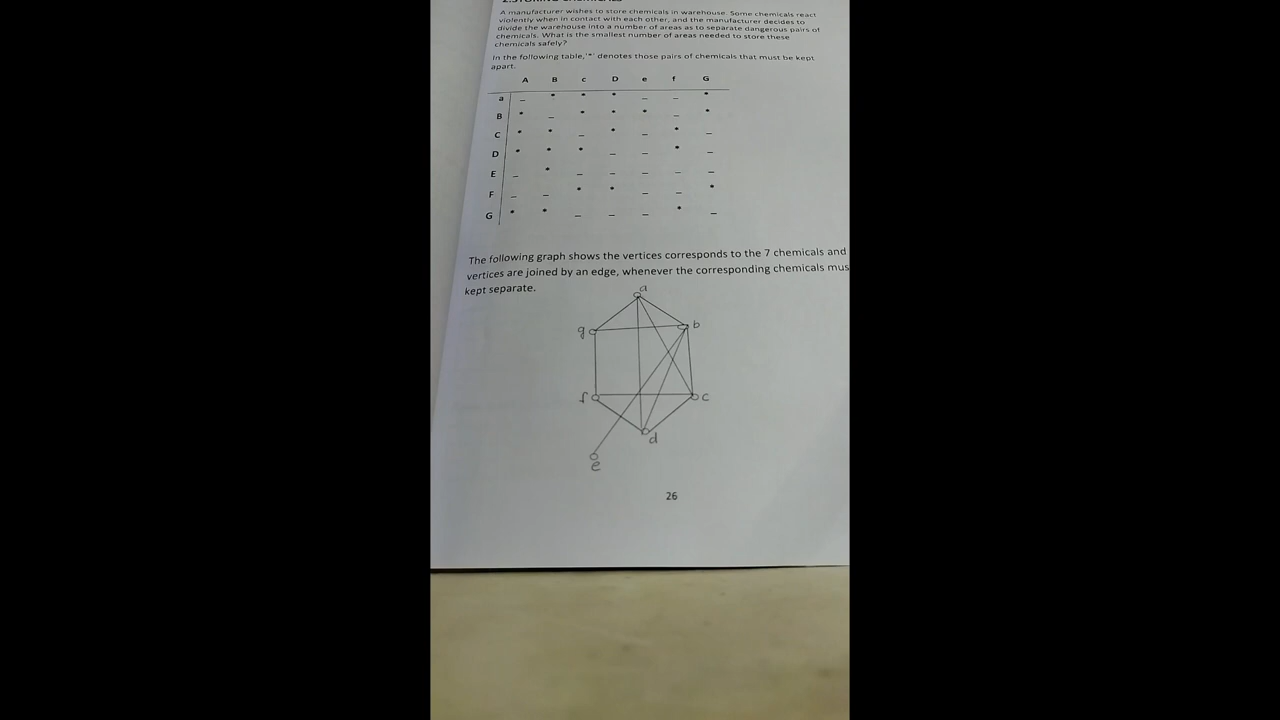 A manufacturer wishes to store chemicals in warehouse. Some chemicals react
violently when in contact with each other, and the manufacturer decides to
divide the warehouse into a number of areas as to separate dangerous pairs of
chemicals. What is the smallest number of areas needed to store these
chemicals safely?
In the following table,'*' denotes those pairs of chemicals that must be kept
apart.
A B c D e f G
a _ * * * _ _ *
B * _ * * * _ *
C * * _ * _ * _
D * * * _ _ * _
E _ * _ _ _ _ _
F _ _ * * _ _ *
G * * _ _ _ * _
The following graph shows the vertices corresponds to the 7 chemicals and
vertices are joined by an edge, whenever the corresponding chemicals mus
kept separate.
a
g b
f c
d
e
26